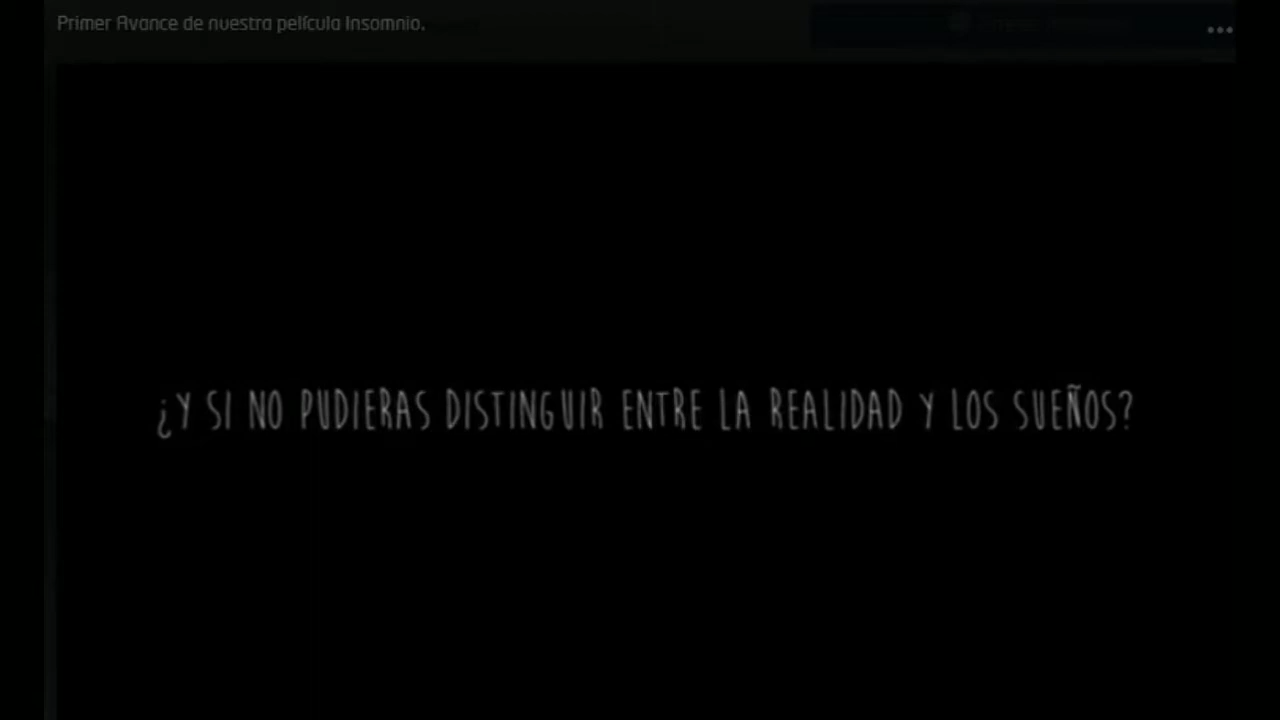 Primer Avance de nuestra película Insomnio.
¿Y SI NO PUDIERAS DISTINGUIR ENTRE LA REALIDAD Y LOS SUEÑOS?